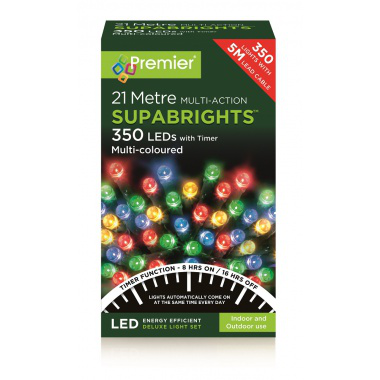 Premier®
350
LIGHTS WITH
5M
LEAD CABLE
21 Metre MULTI-ACTION
SUPABRIGHTS™
350 LEDs with Timer
Multi-coloured
TIMER FUNCTION - 8 HRS ON / 16 HRS OFF
LIGHTS AUTOMATICALLY COME ON
AT THE SAME TIME EVERY DAY
LED ENERGY EFFICIENT
DELUXE LIGHT SET
Indoor and
Outdoor use